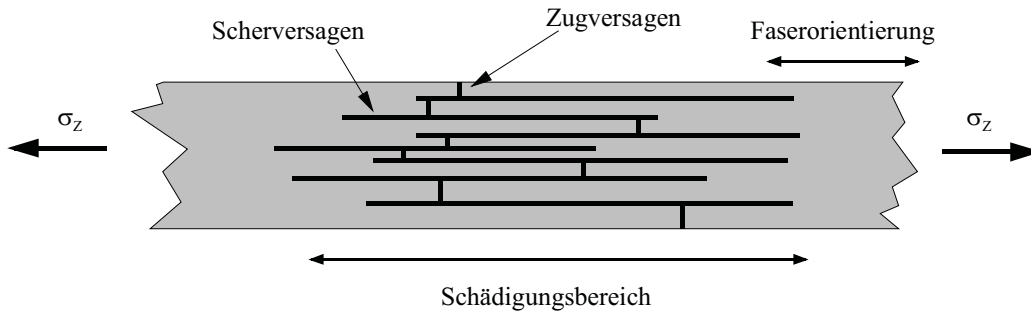 Zugversagen
Scherversagen
Faserorientierung
σZ
σZ
Schädigungsbereich